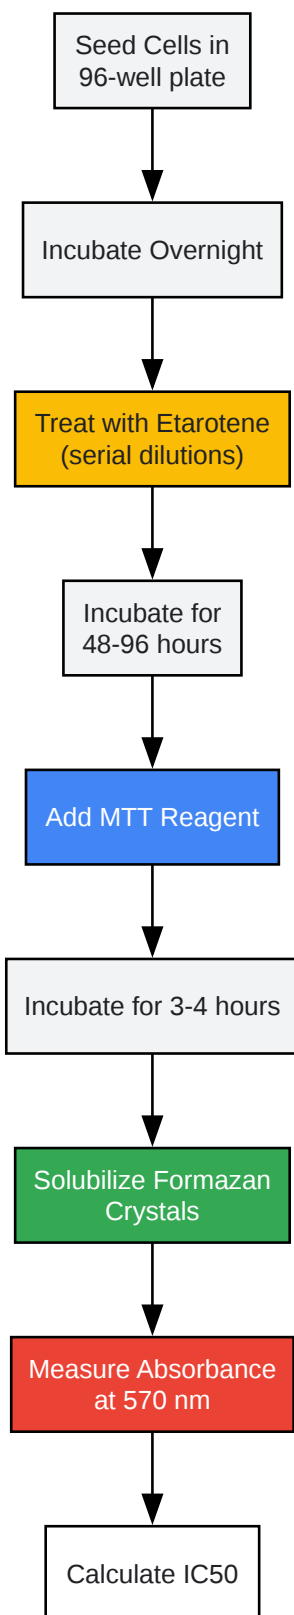 Seed Cells in
96-well plate
Incubate Overnight
Treat with Etarotene
(serial dilutions)
Incubate for
48-96 hours
Add MTT Reagent
Incubate for 3-4 hours
Solubilize Formazan
Crystals
Measure Absorbance
at 570 nm
Calculate IC50